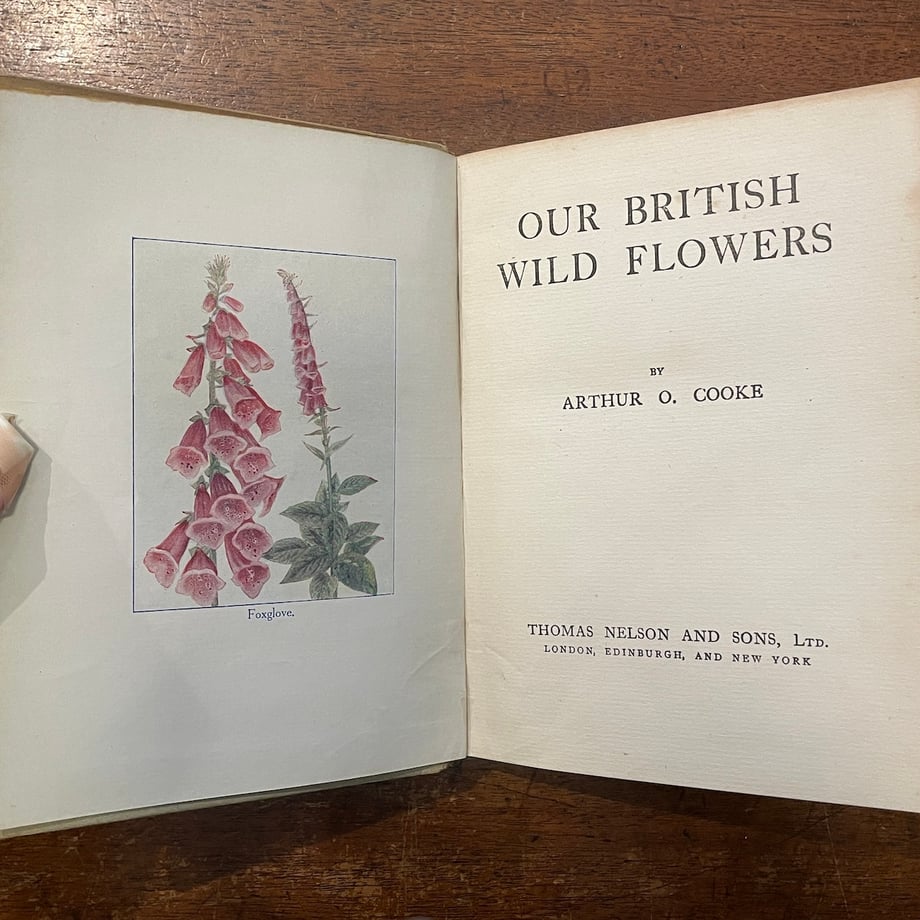 Foxglove.
OUR BRITISH
WILD FLOWERS
BY
ARTHUR O. COOKE
THOMAS NELSON AND SONS, LTD.
LONDON, EDINBURGH, AND NEW YORK